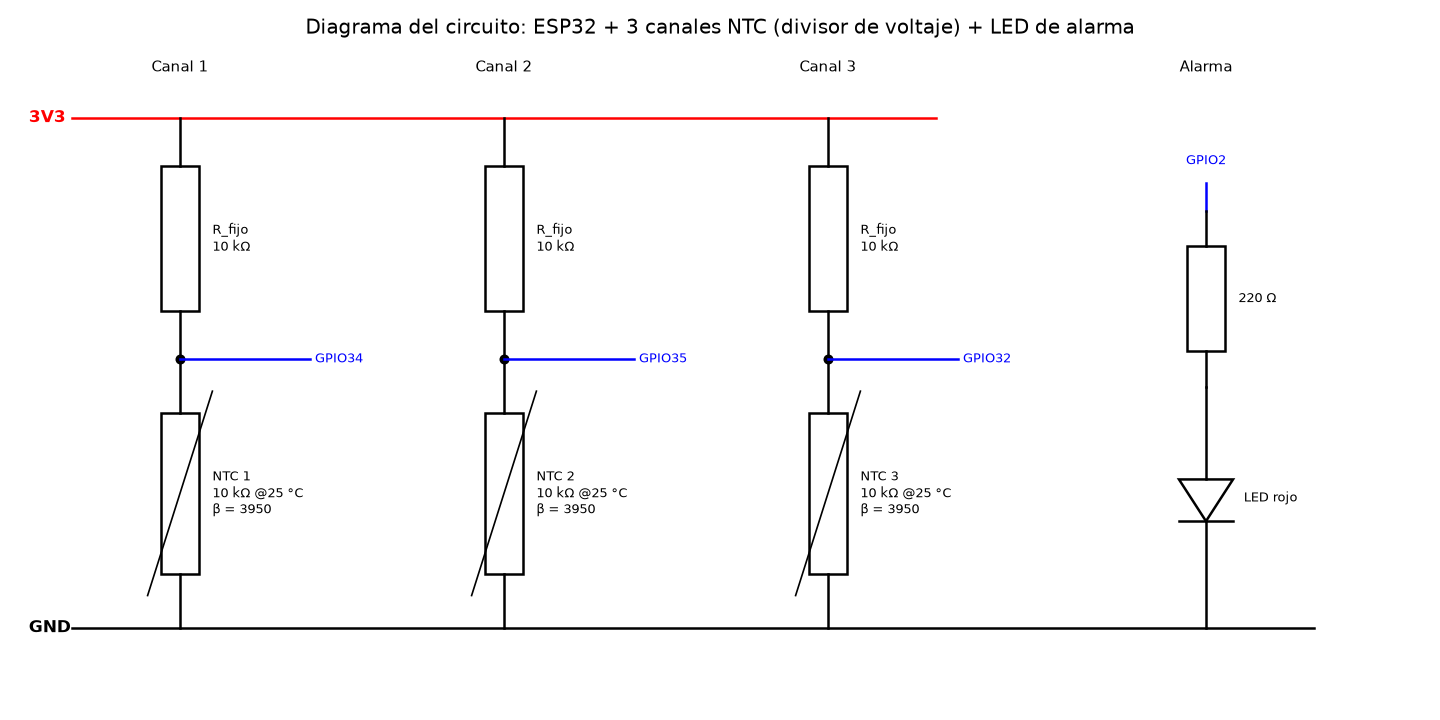 Diagrama del circuito: ESP32 + 3 canales NTC (divisor de voltaje) + LED de alarma
Canal 1
Canal 2
Canal 3
Alarma
3V3
GPIO2
R_fijo
10 kΩ
R_fijo
10 kΩ
R_fijo
10 kΩ
220 Ω
GPIO34
GPIO35
GPIO32
NTC 1
10 kΩ @25 °C
β = 3950
NTC 2
10 kΩ @25 °C
β = 3950
NTC 3
10 kΩ @25 °C
β = 3950
LED rojo
GND